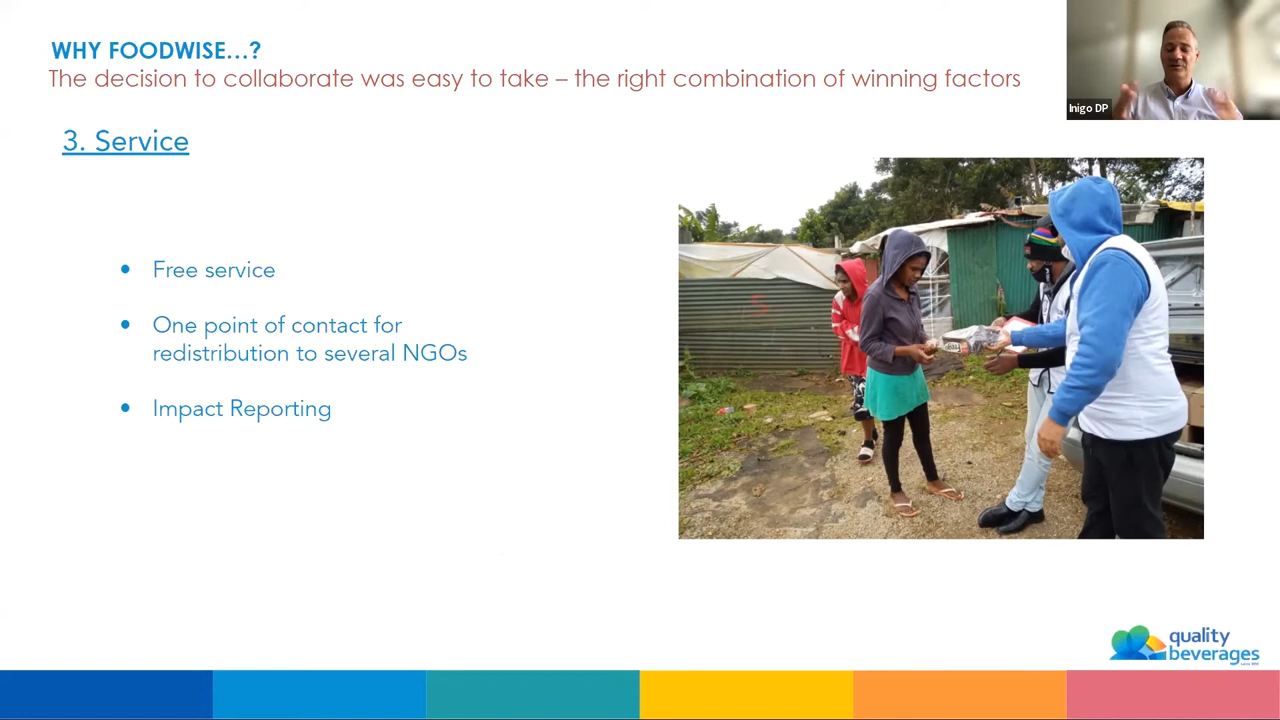 WHY FOODWISE…?
The decision to collaborate was easy to take – the right combination of winning factors
Inigo DP
3. Service
• Free service
• One point of contact for
redistribution to several NGOs
• Impact Reporting
quality
beverages